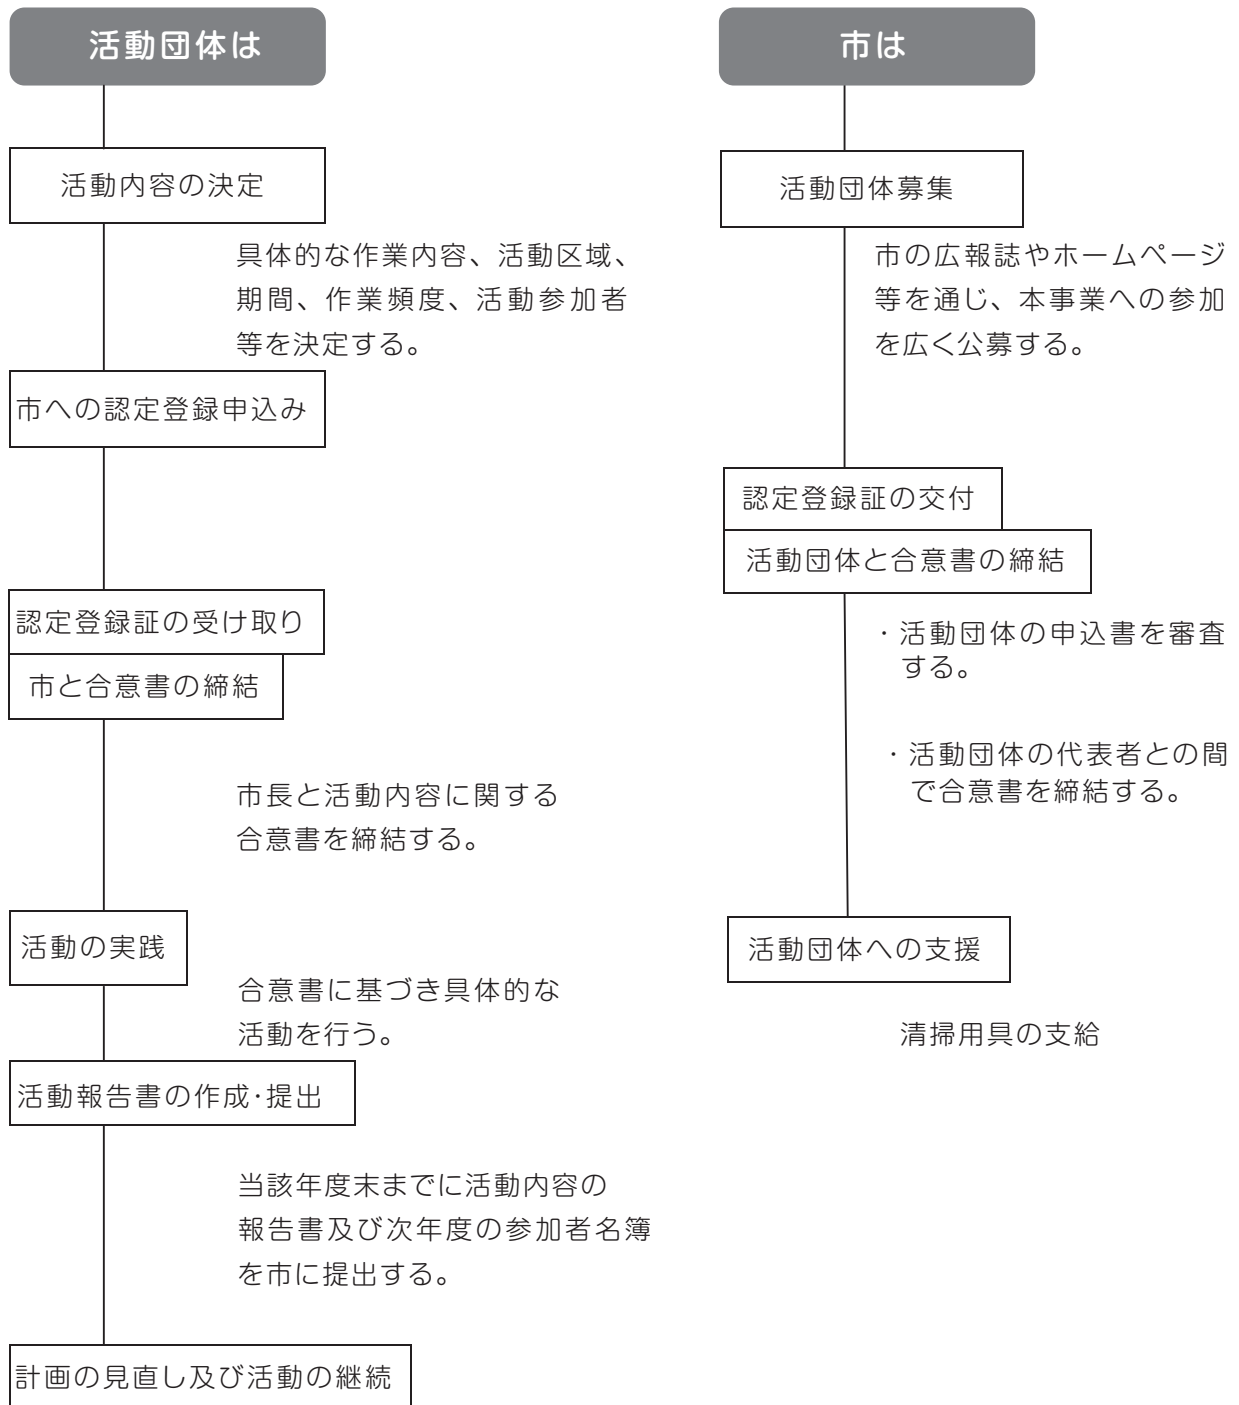 活動団体は
活動内容の決定
具体的な作業内容、活動区域、
期間、作業頻度、活動参加者
等を決定する。
市への認定登録申込み
認定登録証の受け取り
市と合意書の締結
市長と活動内容に関する
合意書を締結する。
活動の実践
合意書に基づき具体的な
活動を行う。
活動報告書の作成・提出
当該年度末までに活動内容の
報告書及び次年度の参加者名簿
を市に提出する。
計画の見直し及び活動の継続
市は
活動団体募集
市の広報誌やホームページ
等を通じ、本事業への参加
を広く公募する。
認定登録証の交付
活動団体と合意書の締結
・活動団体の申込書を審査
する。
・活動団体の代表者との間
で合意書を締結する。
活動団体への支援
清掃用具の支給